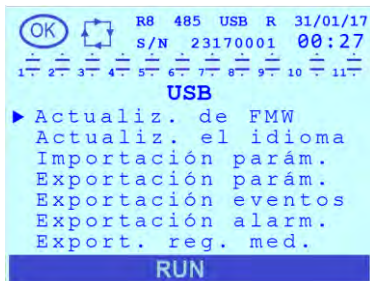 OK R8 485 USB R 31/01/17
S/N 23170001 00:27
1 2 3 4 5 6 7 8 9 10 11
USB
Actualiz. de FMW
Actualiz. el idioma
Importación parám.
Exportación parám.
Exportación eventos
Exportación alarm.
Export. reg. med.
RUN